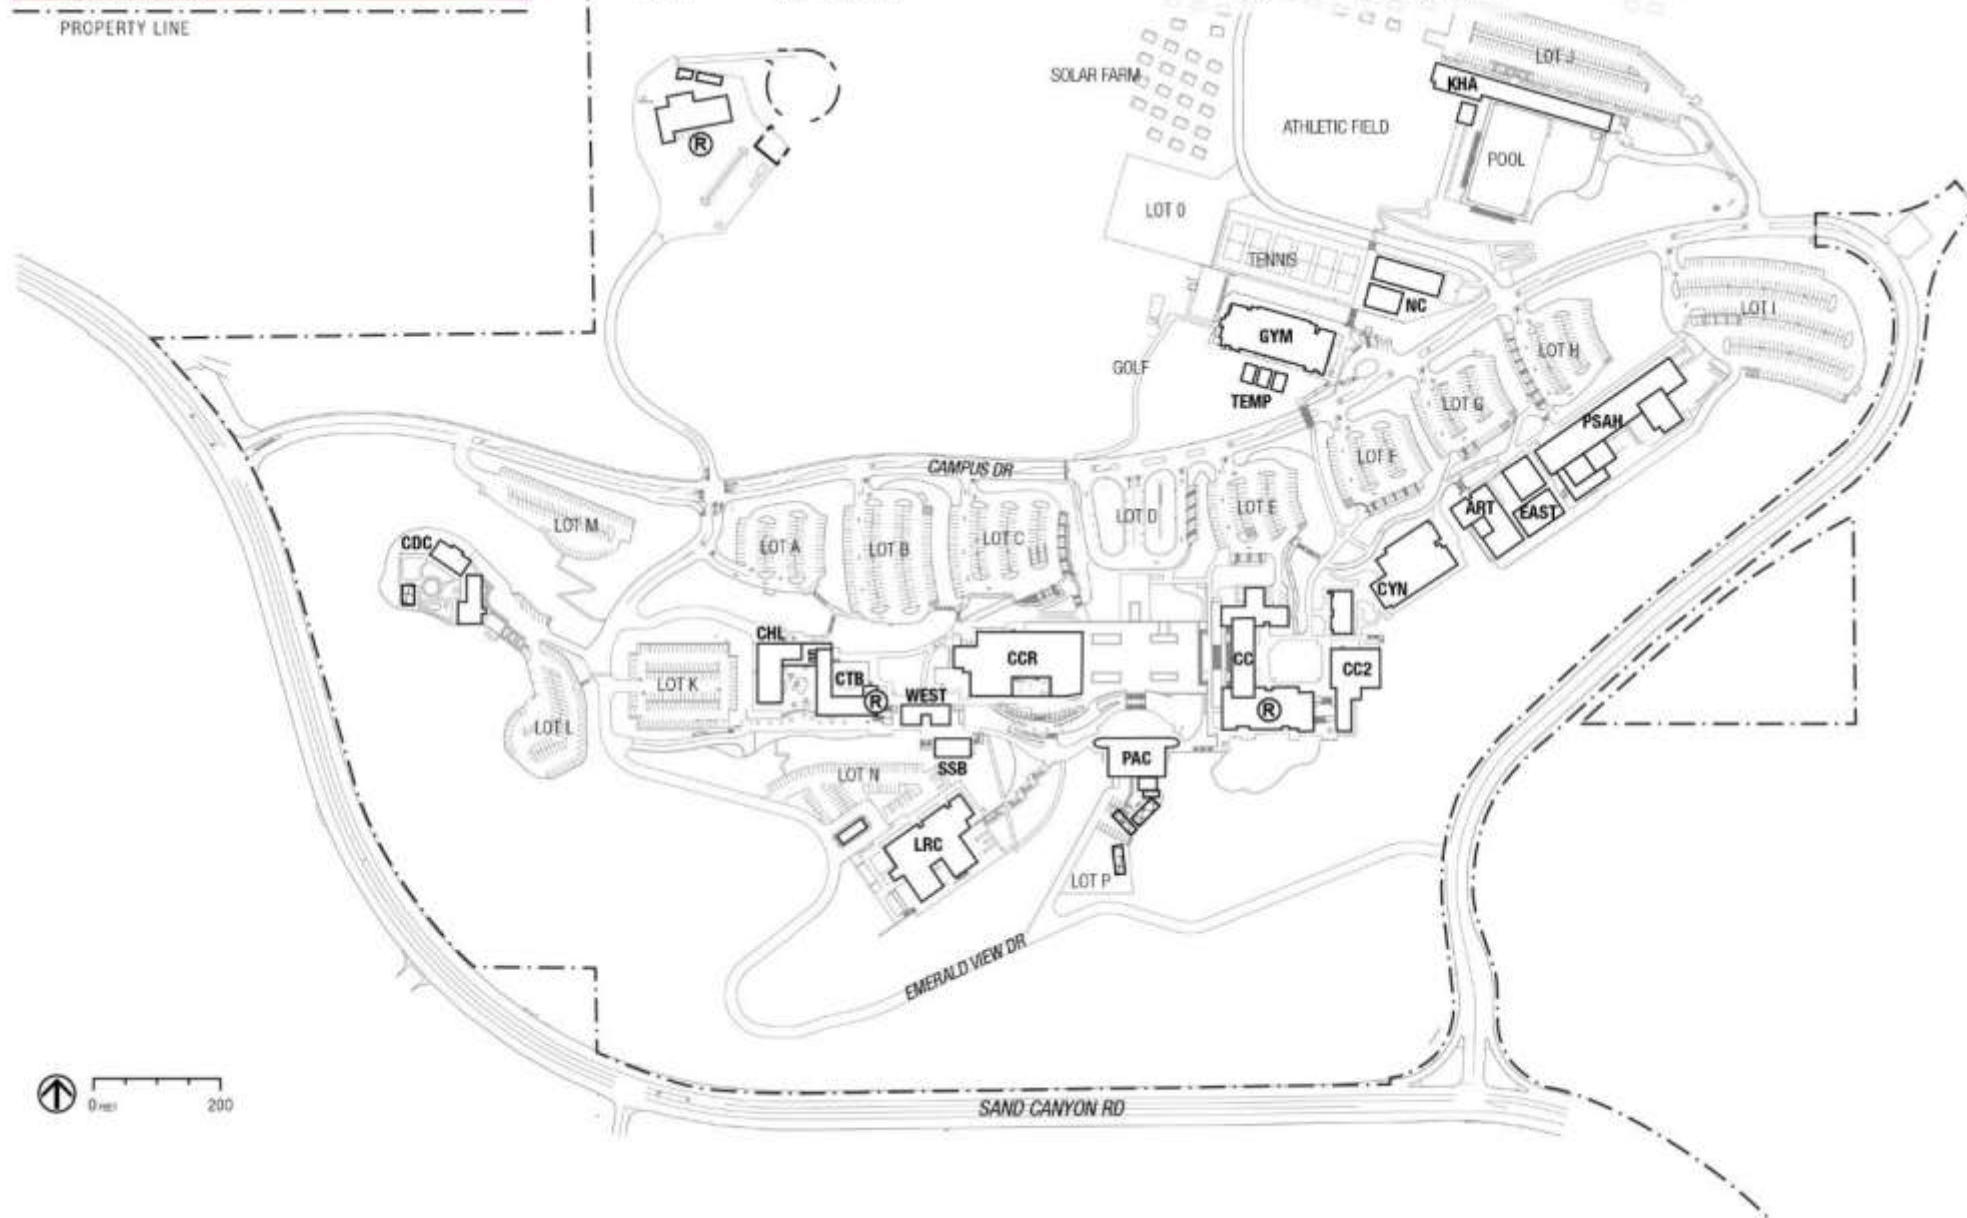 PROPERTY LINE
LOT J
SOLAR FARM
KHA
ATHLETIC FIELD
POOL
LOT O
TENNIS
NC
LOT I
GYM
LOT H
GOLF
TEMP
LOT G
PSAH
LOT F
CAMPUS DR
LOT M
LOT A
LOT B
LOT C
LOT D
LOT E
ART
EAST
CDC
CYN
CHL
CCR
CC
CC2
LOT K
CTB
WEST
R
R
R
LOT L
SSB
PAC
LOT N
LRC
LOT P
EMERALD VIEW DR
0 FEET 200
SAND CANYON RD